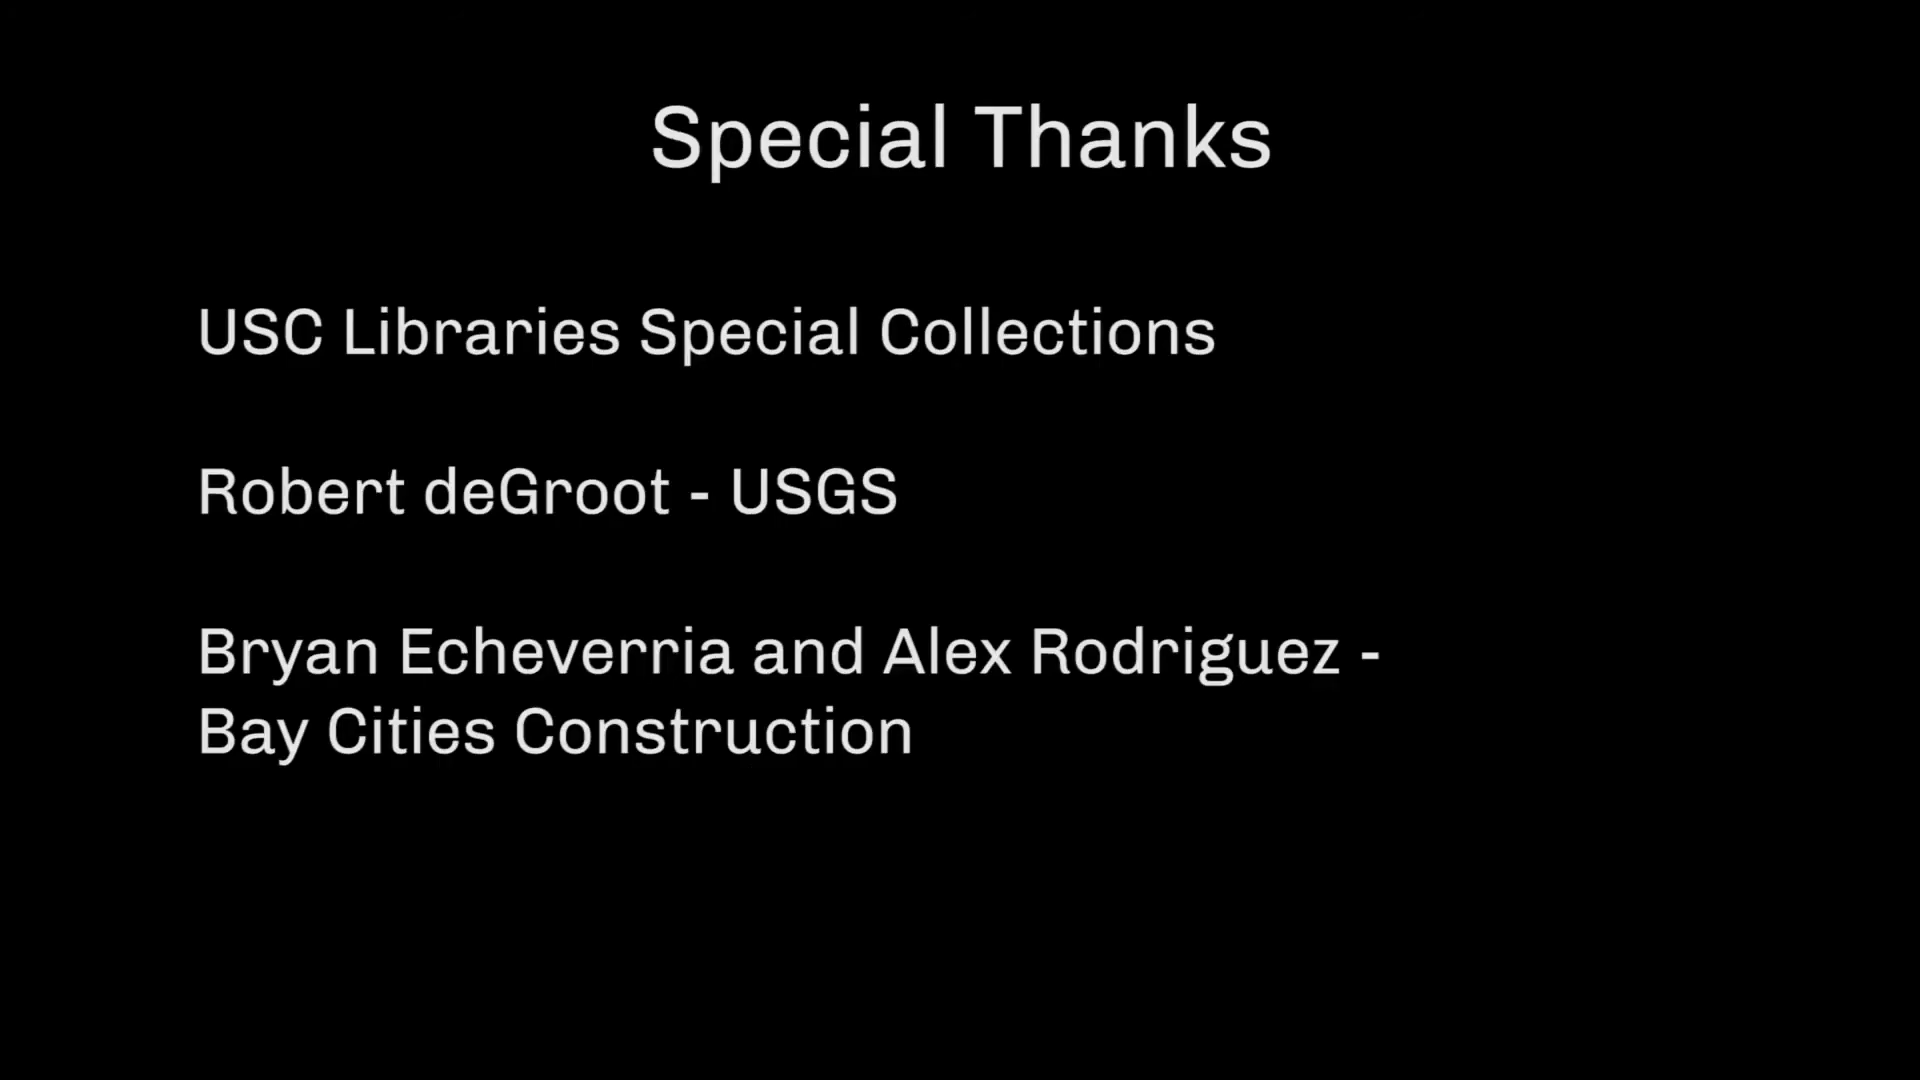 Special Thanks
USC Libraries Special Collections
Robert deGroot - USGS
Bryan Echeverria and Alex Rodriguez -
Bay Cities Construction